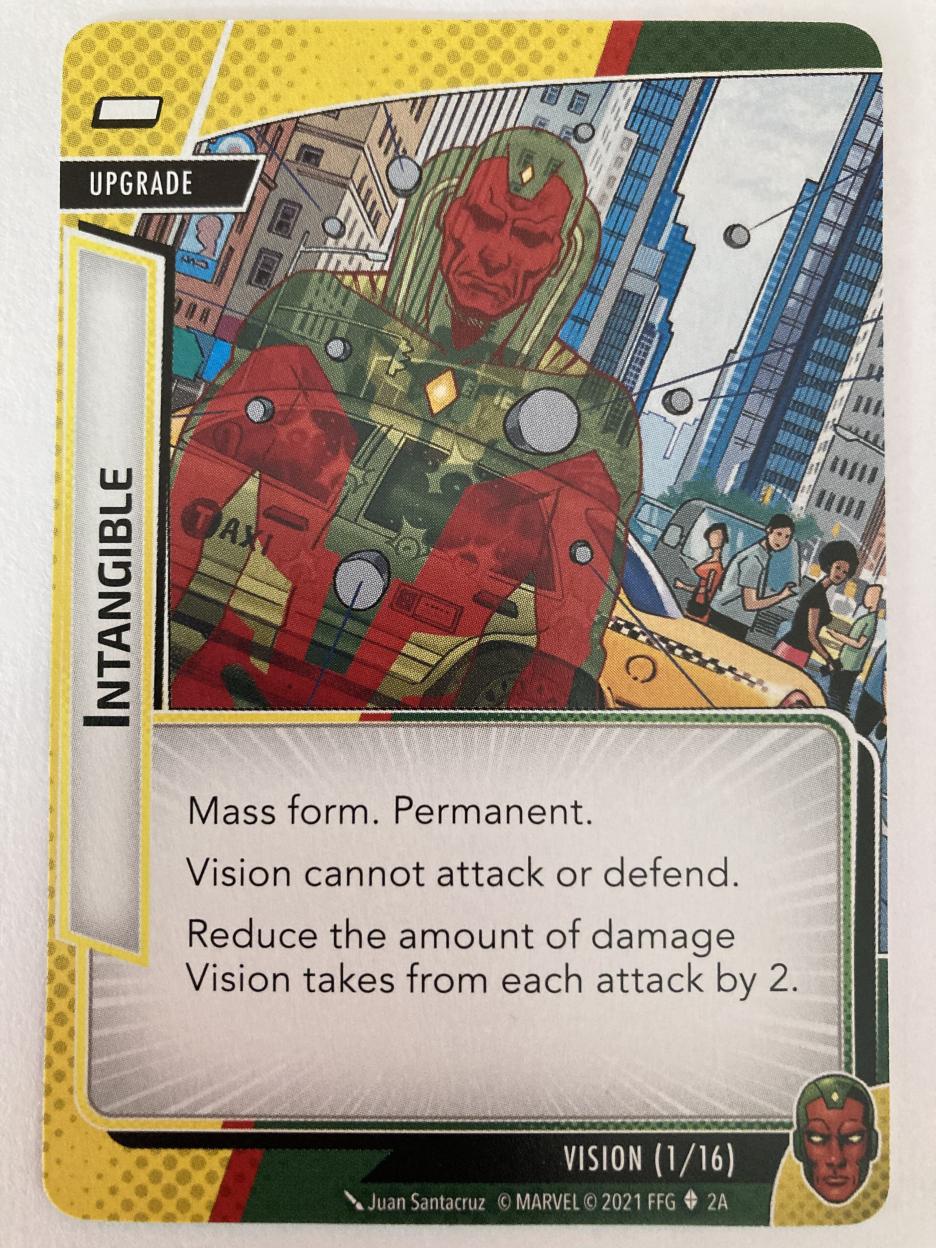 UPGRADE
INTANGIBLE
TAXI
Mass form. Permanent.
Vision cannot attack or defend.
Reduce the amount of damage
Vision takes from each attack by 2.
VISION (1/16)
Juan Santacruz © MARVEL © 2021 FFG 2A